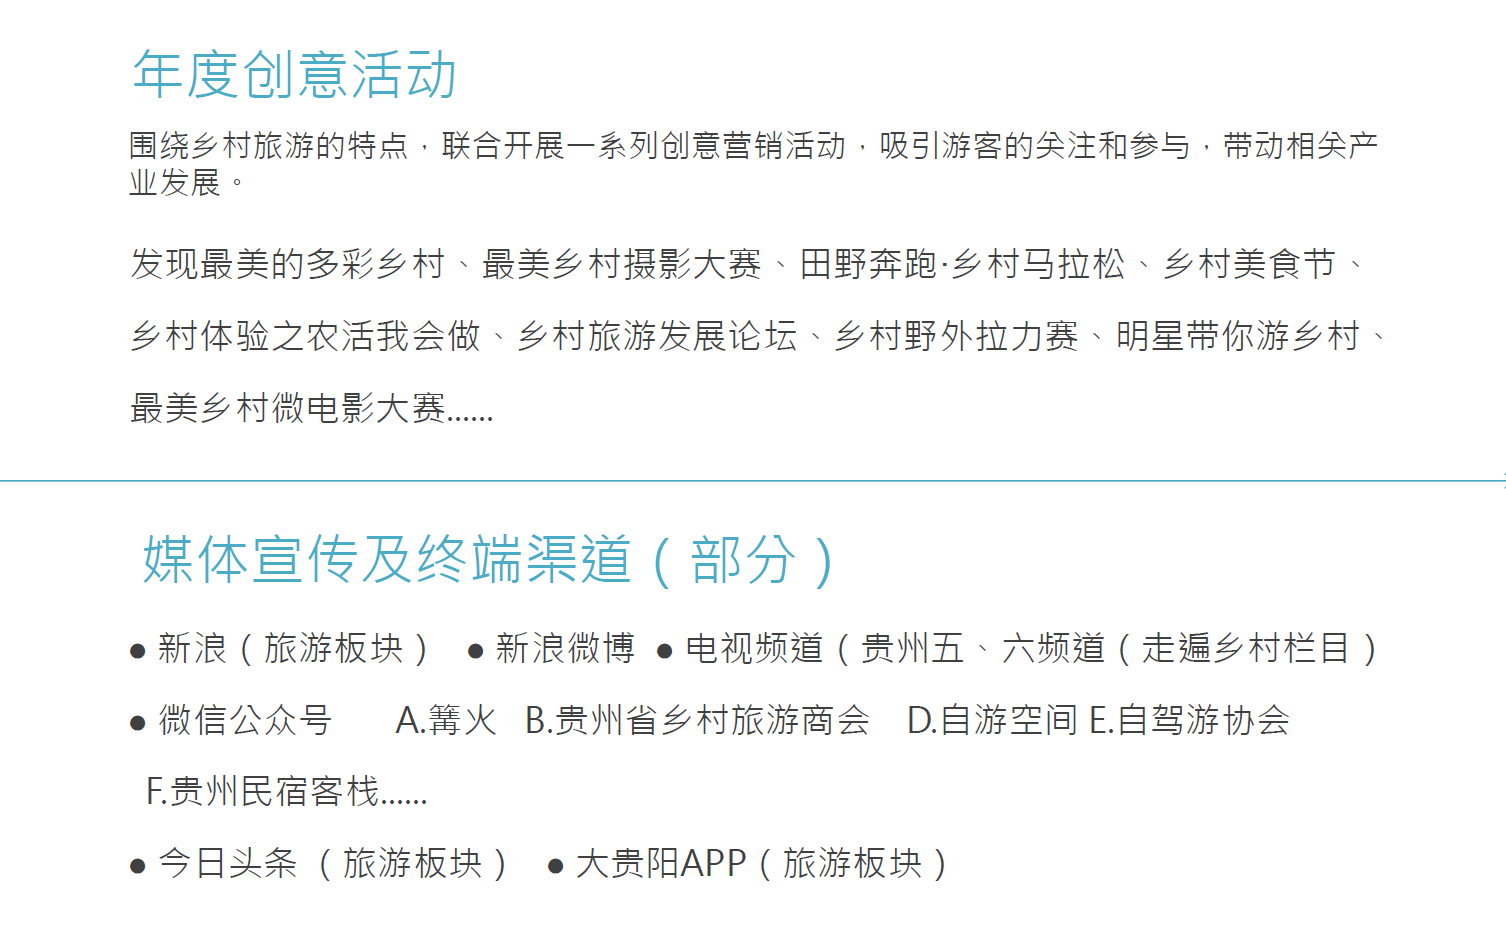 年度创意活动
围绕乡村旅游的特点，联合开展一系列创意营销活动，吸引游客的关注和参与，带动相关产
业发展。
发现最美的多彩乡村、最美乡村摄影大赛、田野奔跑·乡村马拉松、乡村美食节、
乡村体验之农活我会做、乡村旅游发展论坛、乡村野外拉力赛、明星带你游乡村、
最美乡村微电影大赛......
媒体宣传及终端渠道（部分）
● 新浪（旅游板块） ● 新浪微博 ● 电视频道（贵州五、六频道（走遍乡村栏目）
● 微信公众号 A.篝火 B.贵州省乡村旅游商会 D.自游空间 E.自驾游协会
F.贵州民宿客栈......
● 今日头条 （旅游板块） ● 大贵阳APP（旅游板块）